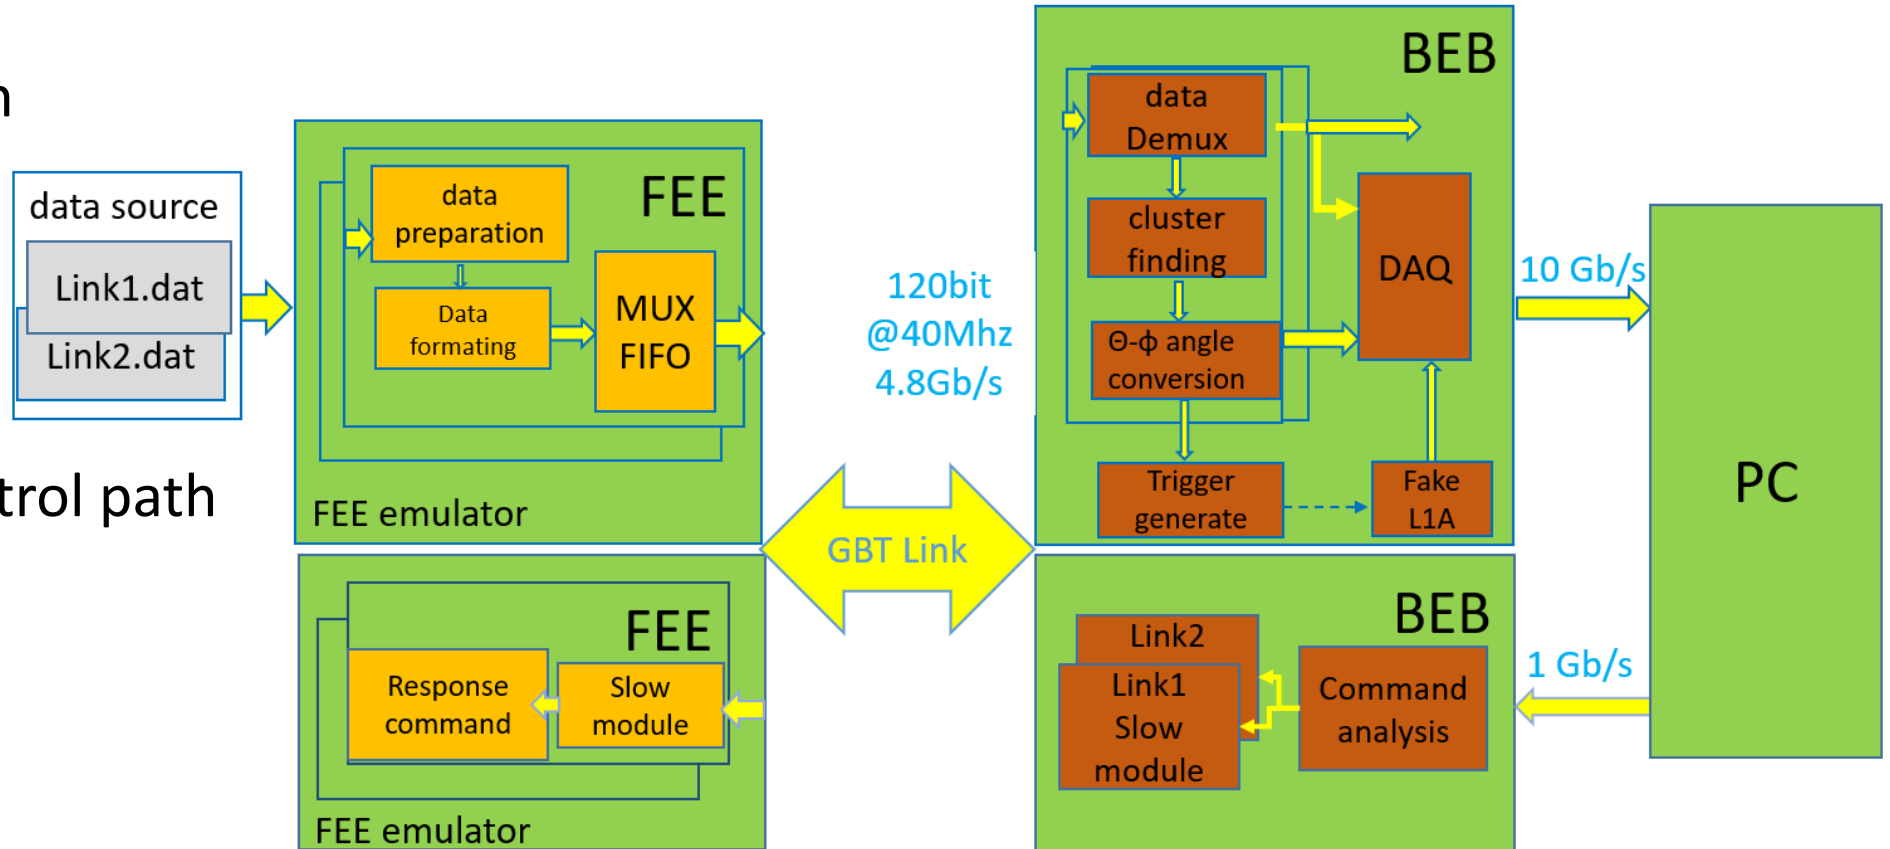 data source
Link1.dat
Link2.dat
trol path
FEE
data
preparation
Data
formating
MUX
FIFO
FEE emulator
FEE
Response
command
Slow
module
FEE emulator
120bit
@40Mhz
4.8Gb/s
GBT Link
BEB
data
Demux
cluster
finding
Θ-ϕ angle
conversion
DAQ
Trigger
generate
Fake
L1A
BEB
Link2
Link1
Slow
module
Command
analysis
10 Gb/s
1 Gb/s
PC